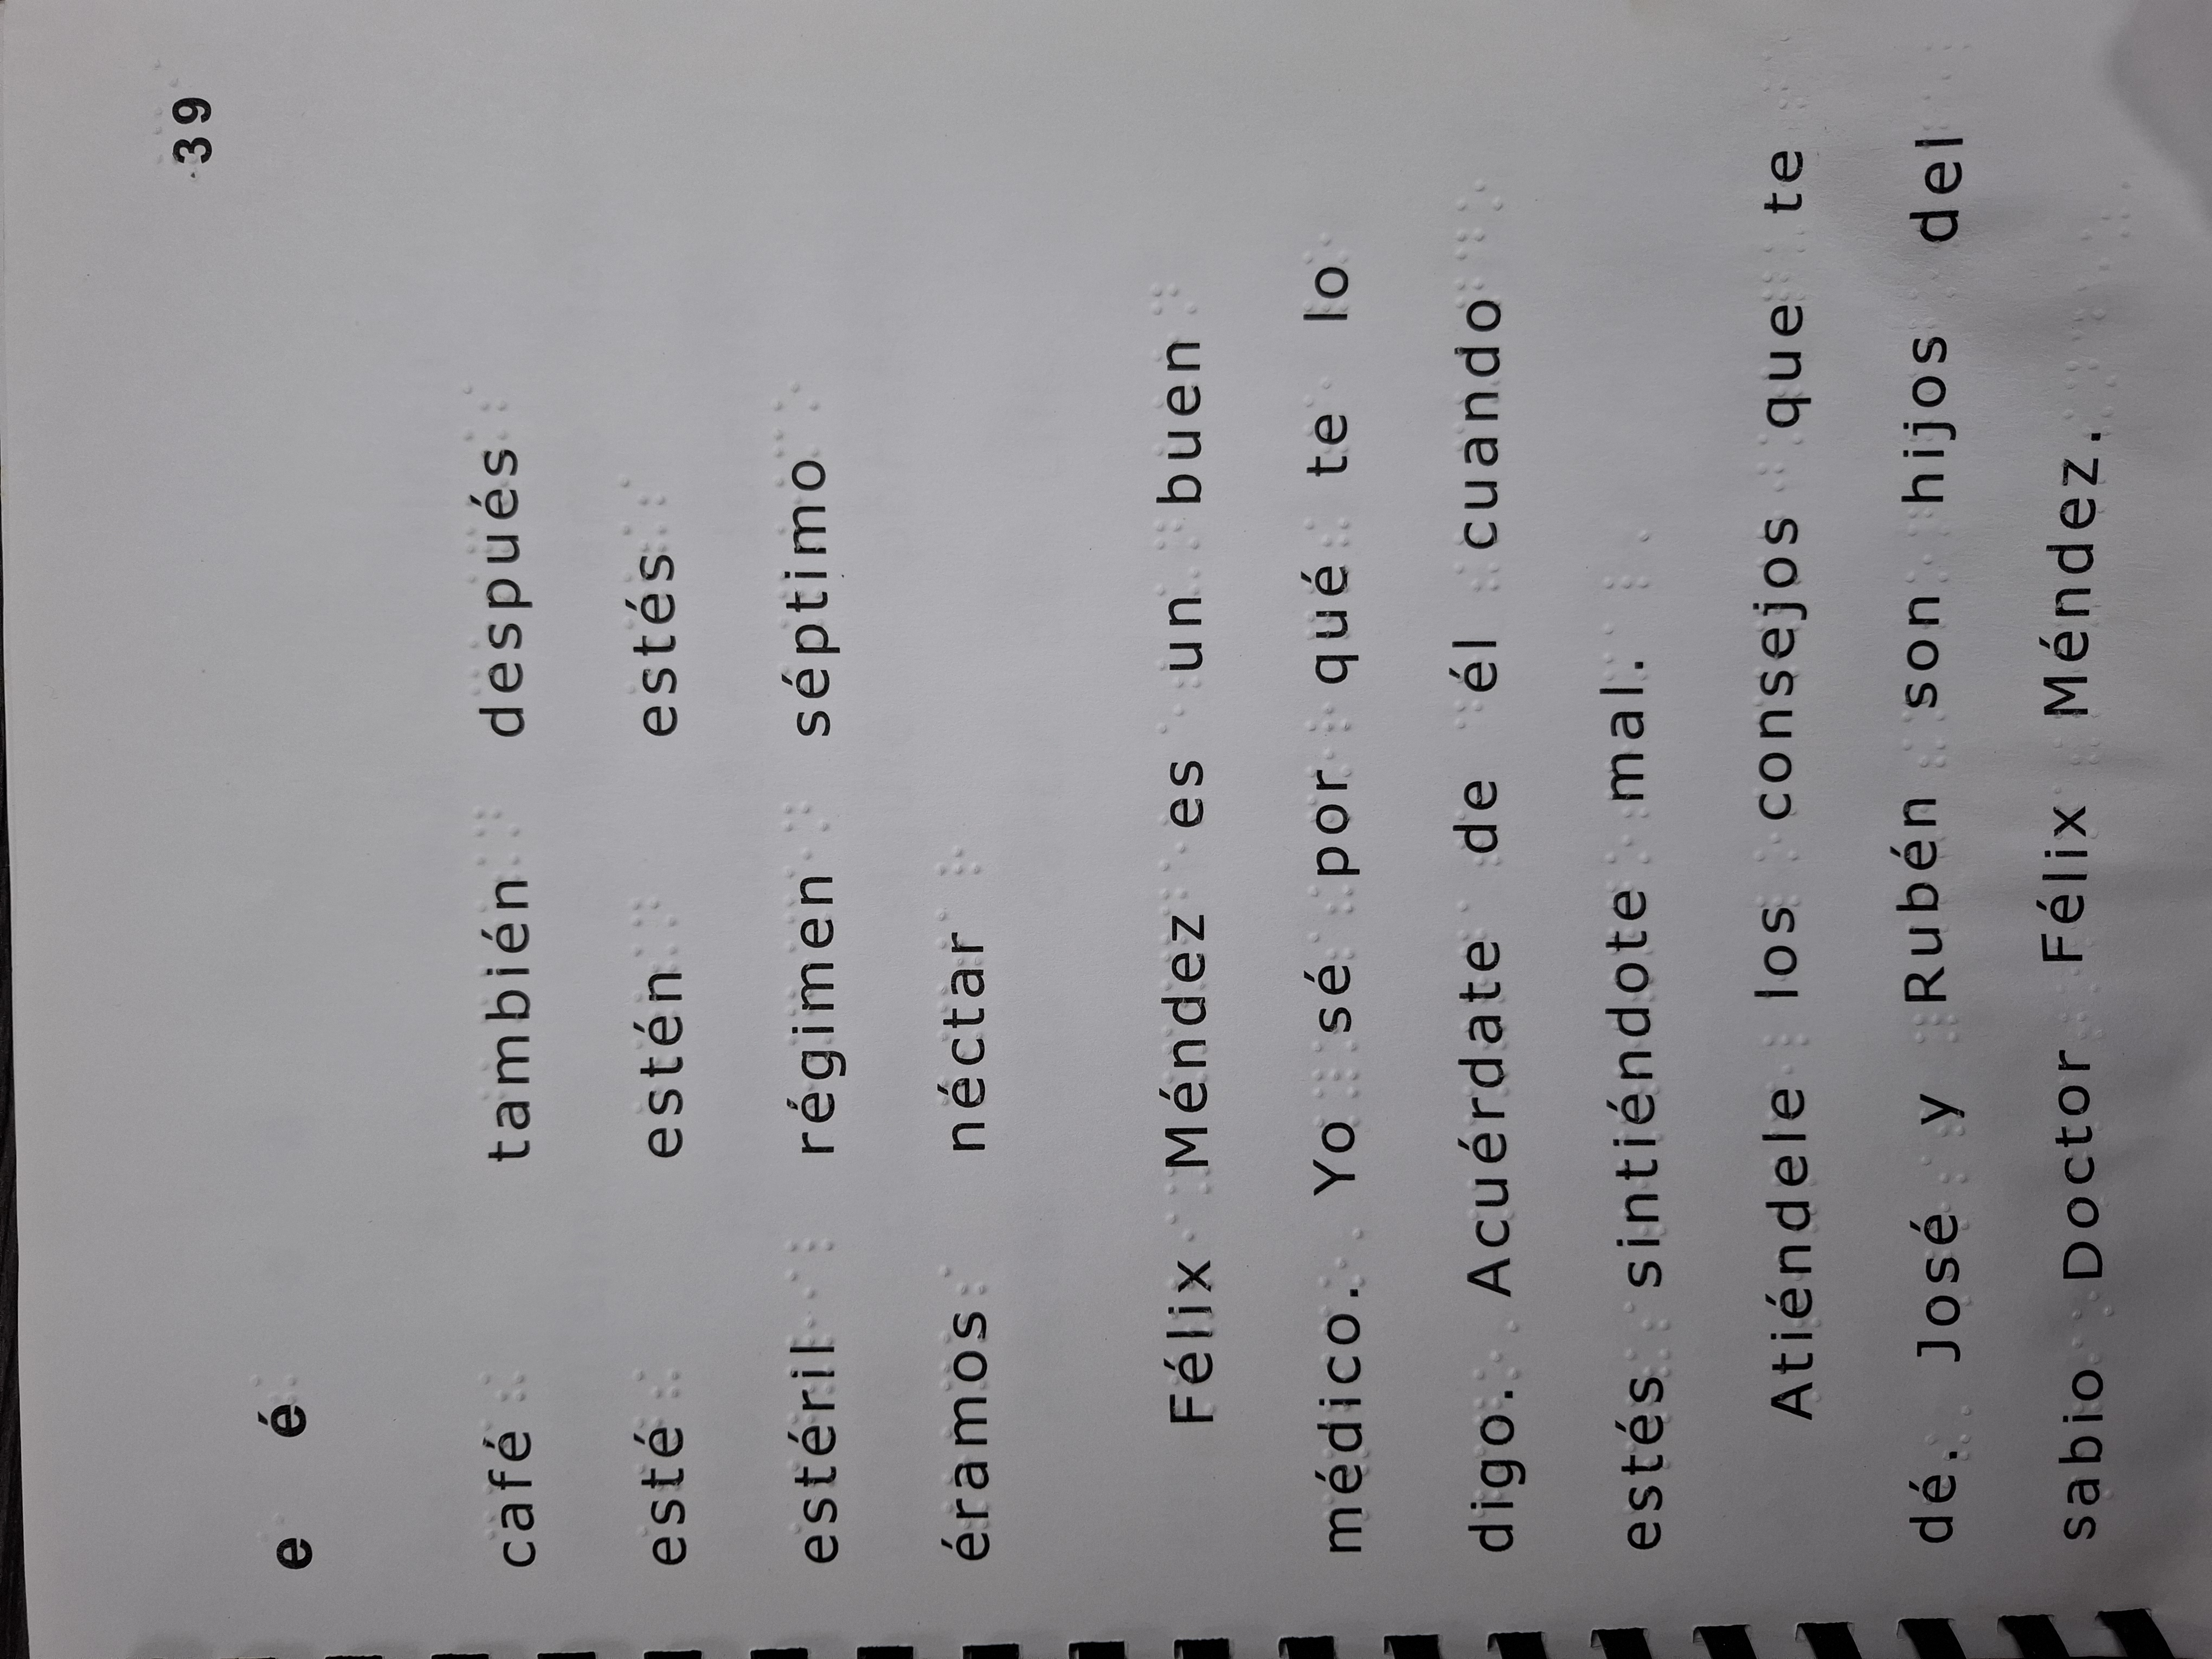 39
e é
café también después
esté estén estés
estéril régimen séptimo
éramos néctar
Félix Méndez es un buen
médico. Yo sé por qué te lo
digo. Acuérdate de él cuando
estés sintiéndote mal.
Atiéndele los consejos que te
dé. José y Rubén son hijos del
sabio Doctor Félix Méndez.